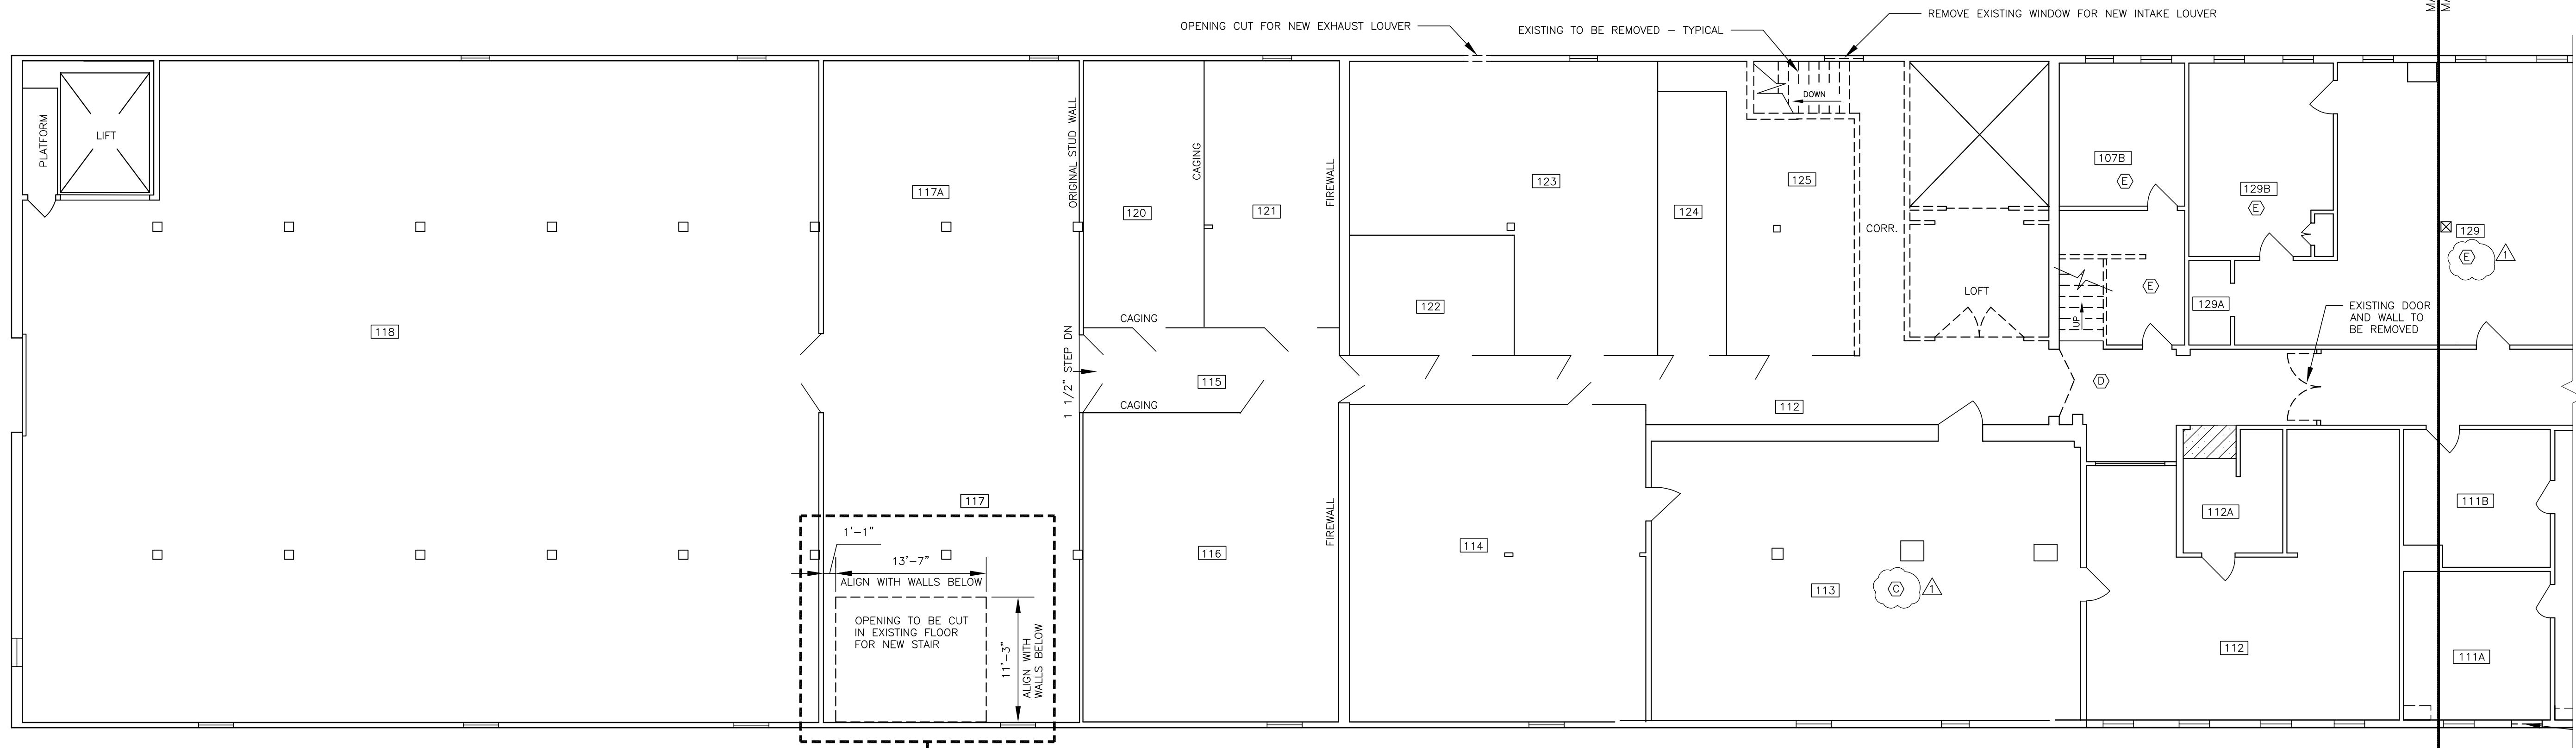 OPENING CUT FOR NEW EXHAUST LOUVER
EXISTING TO BE REMOVED – TYPICAL
REMOVE EXISTING WINDOW FOR NEW INTAKE LOUVER
PLATFORM
LIFT
118
117A
ORIGINAL STUD WALL
1 1/2" STEP DN
117
1'-1"
13'-7"
ALIGN WITH WALLS BELOW
OPENING TO BE CUT
IN EXISTING FLOOR
FOR NEW STAIR
11'-3"
ALIGN WITH
WALLS BELOW
120
CAGING
121
CAGING
115
CAGING
116
FIREWALL
FIREWALL
123
122
124
DOWN
125
CORR.
LOFT
112
114
113
C
1
107B
E
E
UP
D
129B
E
129A
129
E
1
EXISTING DOOR
AND WALL TO
BE REMOVED
112A
112
111B
111A